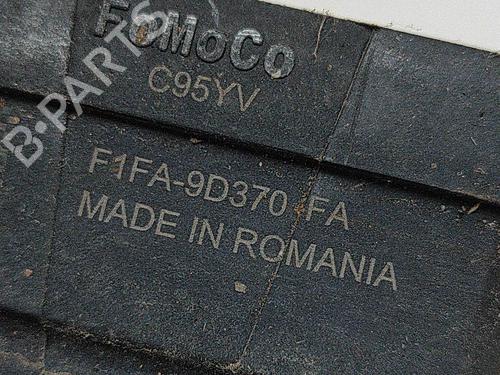 FoMoCo
C95YV
F1FA-9D370-FA
MADE IN ROMANIA
B-PARTS